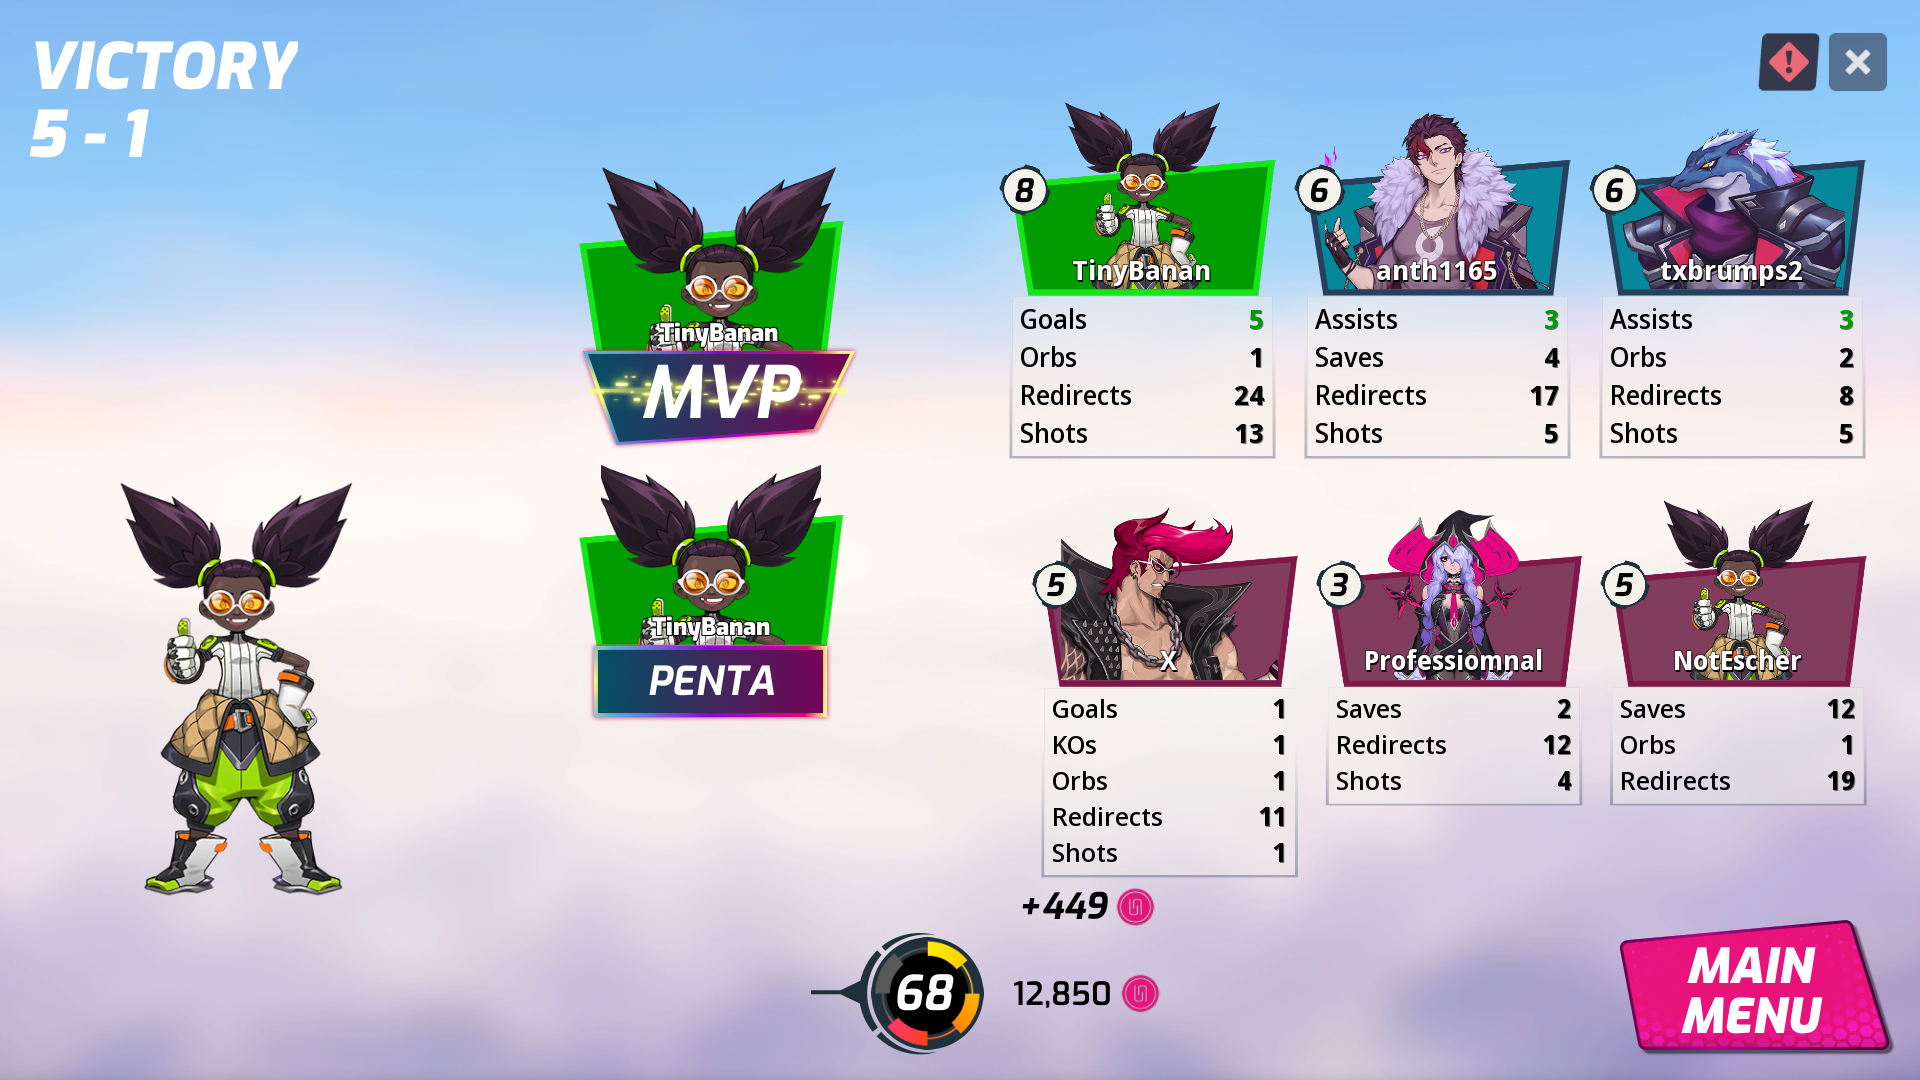 VICTORY
5 - 1
TinyBanan
MVP
TinyBanan
PENTA
8
TinyBanan
Goals 5
Orbs 1
Redirects 24
Shots 13
6
anth1165
Assists 3
Saves 4
Redirects 17
Shots 5
6
txbrumps2
Assists 3
Orbs 2
Redirects 8
Shots 5
5
X
Goals 1
KOs 1
Orbs 1
Redirects 11
Shots 1
3
Professiomnal
Saves 2
Redirects 12
Shots 4
5
NotEscher
Saves 12
Orbs 1
Redirects 19
+449
68
12,850
MAIN
MENU